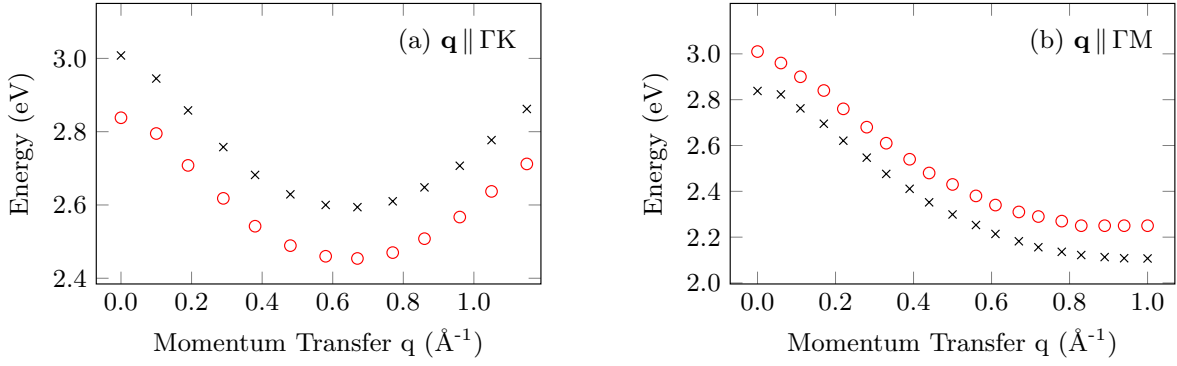 (a) q ∥ ΓK
3.0
2.8
2.6
2.4
0.0 0.2 0.4 0.6 0.8 1.0
Energy (eV)
Momentum Transfer q (Å-1)
(b) q ∥ ΓM
3.0
2.8
2.6
2.4
2.2
2.0
0.0 0.2 0.4 0.6 0.8 1.0
Energy (eV)
Momentum Transfer q (Å-1)